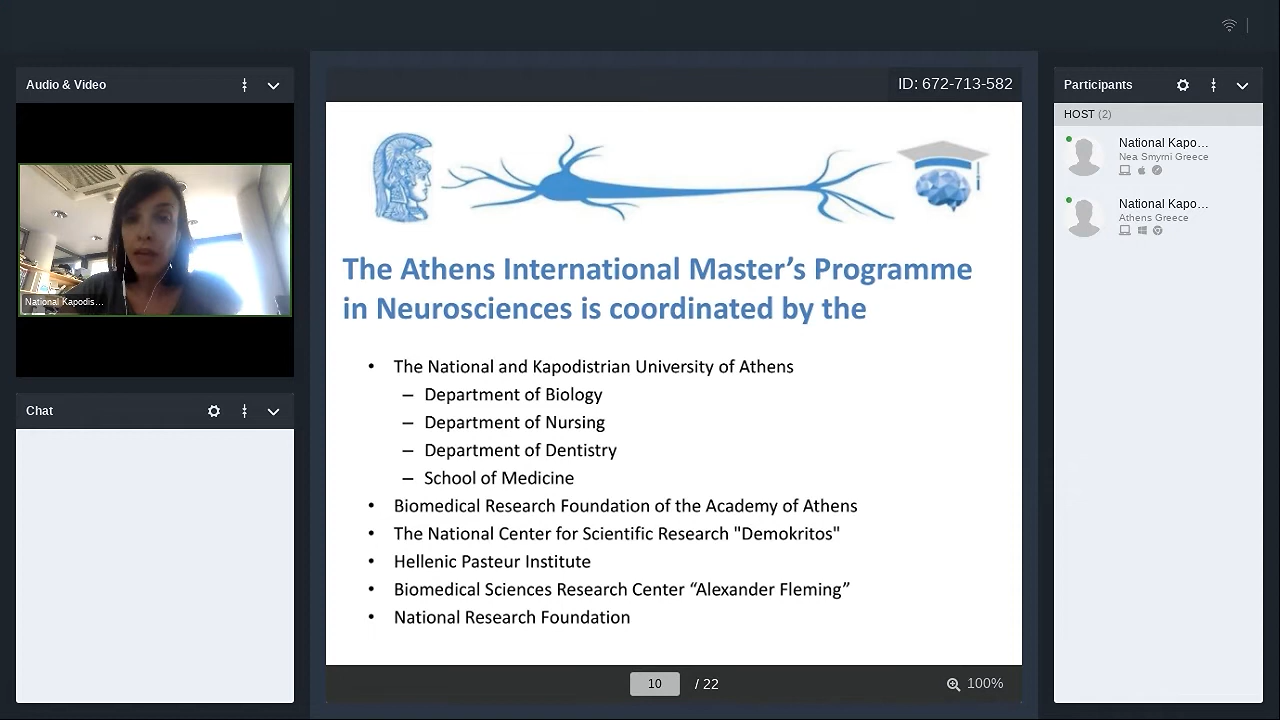 Audio & Video
National Kapodis...
Chat
ID: 672-713-582
The Athens International Master’s Programme
in Neurosciences is coordinated by the
• The National and Kapodistrian University of Athens
– Department of Biology
– Department of Nursing
– Department of Dentistry
– School of Medicine
• Biomedical Research Foundation of the Academy of Athens
• The National Center for Scientific Research "Demokritos"
• Hellenic Pasteur Institute
• Biomedical Sciences Research Center “Alexander Fleming”
• National Research Foundation
10 / 22
100%
Participants
HOST (2)
National Kapo...
Nea Smyrni Greece
National Kapo...
Athens Greece